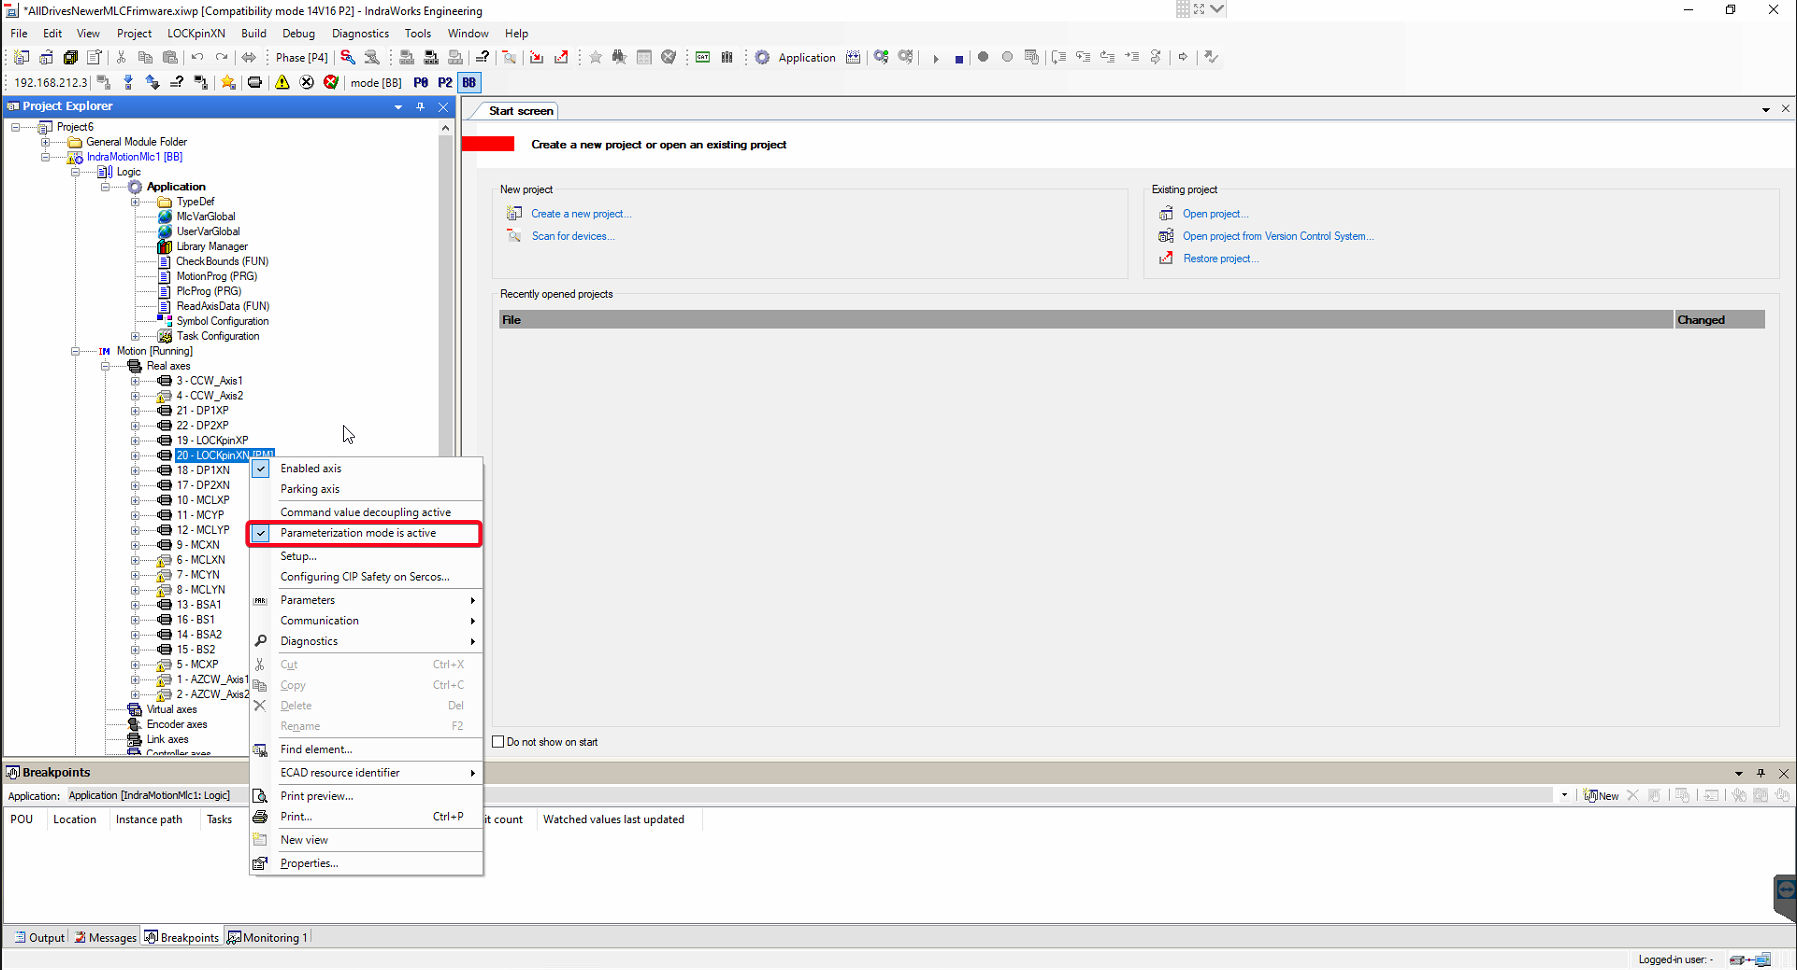 *AllDrivesNewerMLCFrimware.xiwp [Compatibility mode 14V16 P2] - IndraWorks Engineering
File Edit View Project LOCKpinXN Build Debug Diagnostics Tools Window Help
Phase [P4] Application
192.168.212.3 mode [BB] P0 P2 BB
Project Explorer
Project6
General Module Folder
IndraMotionMlc1 [BB]
Logic
Application
TypeDef
MlcVarGlobal
UserVarGlobal
Library Manager
CheckBounds (FUN)
MotionProg (PRG)
PlcProg (PRG)
ReadAxisData (FUN)
Symbol Configuration
Task Configuration
IM Motion [Running]
Real axes
3 - CCW_Axis1
4 - CCW_Axis2
21 - DP1XP
22 - DP2XP
19 - LOCKpinXP
20 - LOCKpinXN [PM]
18 - DP1XN
17 - DP2XN
10 - MCLXP
11 - MCYP
12 - MCLYP
9 - MCXN
6 - MCLXN
7 - MCYN
8 - MCLYN
13 - BSA1
16 - BS1
14 - BSA2
15 - BS2
5 - MCXP
1 - AZCW_Axis1
2 - AZCW_Axis2
Virtual axes
Encoder axes
Link axes
Controller axes
Enabled axis
Parking axis
Command value decoupling active
Parameterization mode is active
Setup...
Configuring CIP Safety on Sercos...
PAR Parameters
Communication
Diagnostics
Cut Ctrl+X
Copy Ctrl+C
Delete Del
Rename F2
Find element...
ECAD resource identifier
Print preview...
Print... Ctrl+P
New view
Properties...
Start screen
Create a new project or open an existing project
New project
Create a new project...
Scan for devices...
Existing project
Open project...
Open project from Version Control System...
Restore project...
Recently opened projects
File Changed
Do not show on start
Breakpoints
Application: Application [IndraMotionMlc1: Logic] New
POU Location Instance path Tasks it count Watched values last updated
Output Messages Breakpoints Monitoring 1
Logged-in user: -